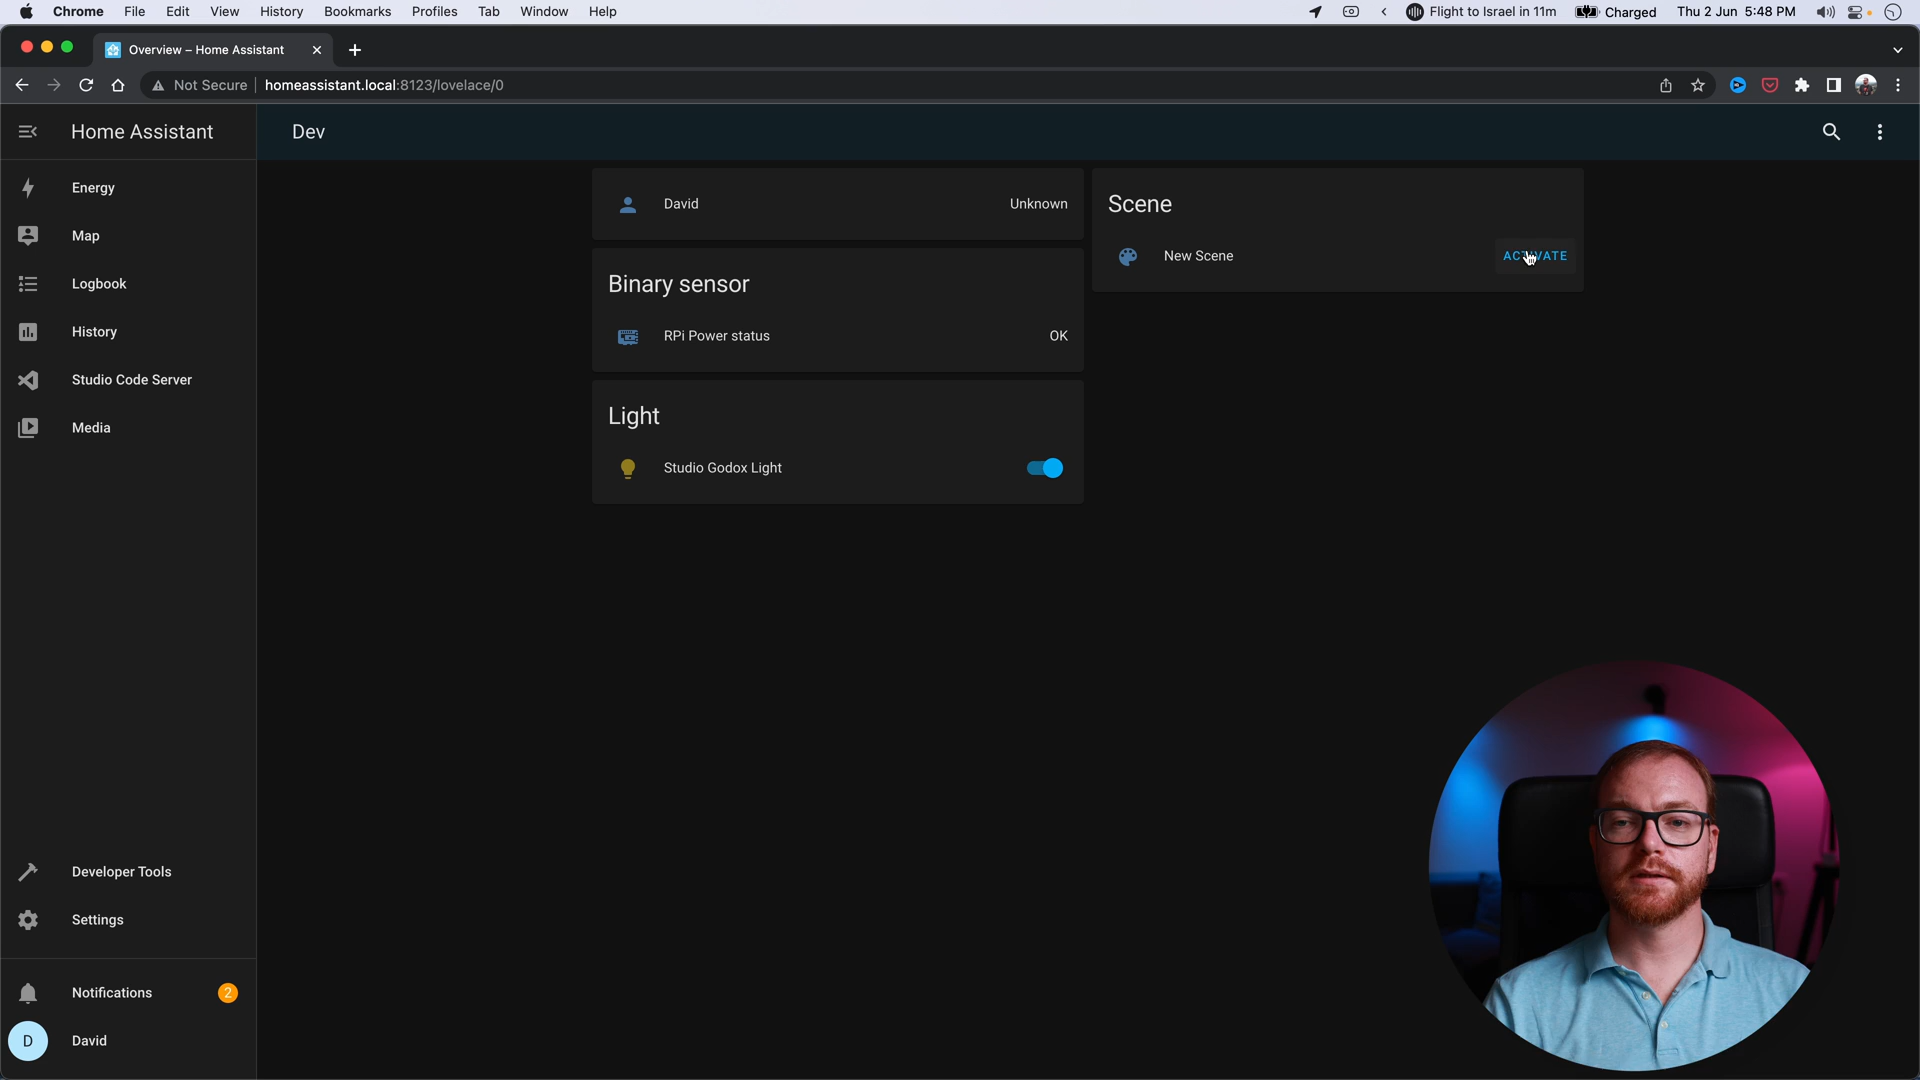 Chrome File Edit View History Bookmarks Profiles Tab Window Help Flight to Israel in 11m Charged Thu 2 Jun 5:48 PM
Overview – Home Assistant
Not Secure homeassistant.local:8123/lovelace/0
Home Assistant
Dev
Energy
Map
Logbook
History
Studio Code Server
Media
Developer Tools
Settings
Notifications 2
D David
David Unknown
Binary sensor
RPi Power status OK
Light
Studio Godox Light
Scene
New Scene ACTIVATE